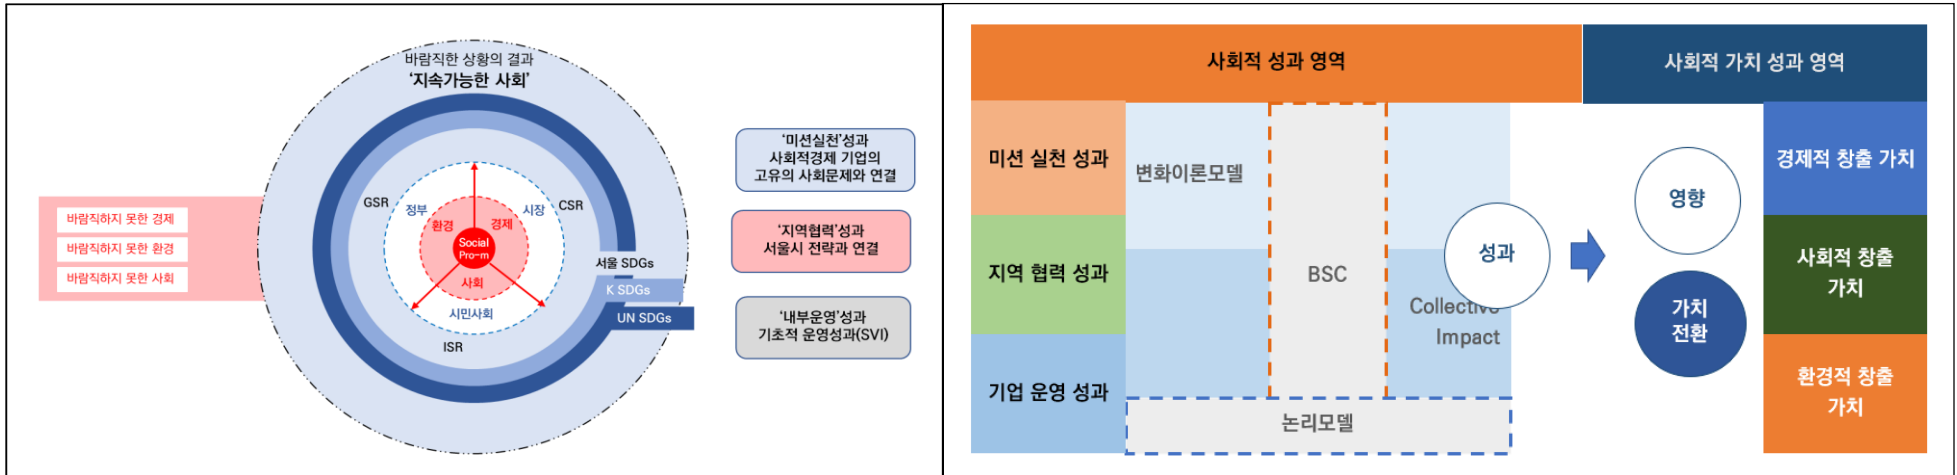 바람직한 상황의 결과
'지속가능한 사회'
바람직하지 못한 경제
바람직하지 못한 환경
바람직하지 못한 사회
GSR
CSR
정부
시장
환경
경제
Social
Pro-m
사회
시민사회
ISR
서울 SDGs
K SDGs
UN SDGs
'미션실천'성과
사회적경제 기업의
고유의 사회문제와 연결
'지역협력'성과
서울시 전략과 연결
'내부운영'성과
기초적 운영성과(SVI)
사회적 성과 영역
사회적 가치 성과 영역
미션 실천 성과
지역 협력 성과
기업 운영 성과
변화이론모델
BSC
Collective
Impact
논리모델
성과
영향
가치
전환
경제적 창출 가치
사회적 창출
가치
환경적 창출
가치